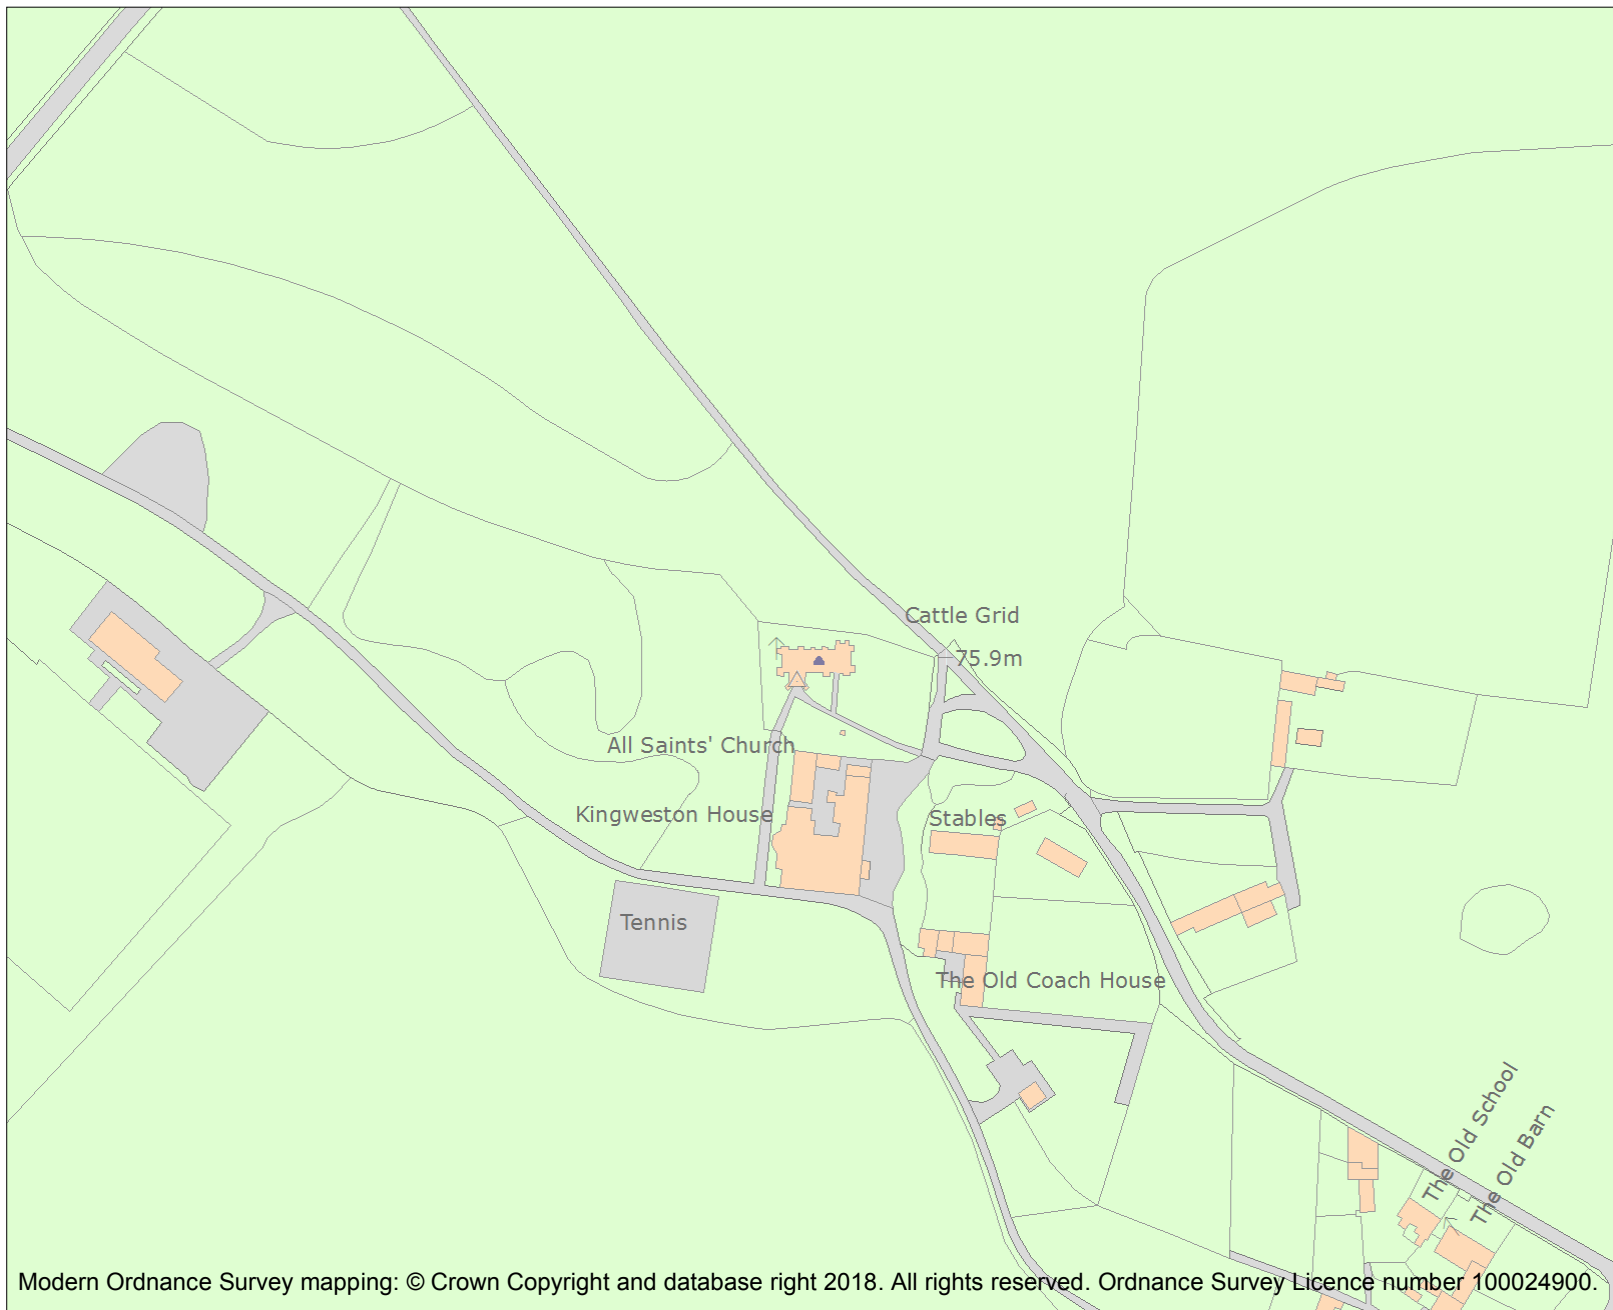 Cattle Grid
75.9m
All Saints' Church
Kingweston House
Stables
Tennis
The Old Coach House
The Old School
The Old Barn
Modern Ordnance Survey mapping: © Crown Copyright and database right 2018. All rights reserved. Ordnance Survey Licence number 100024900.